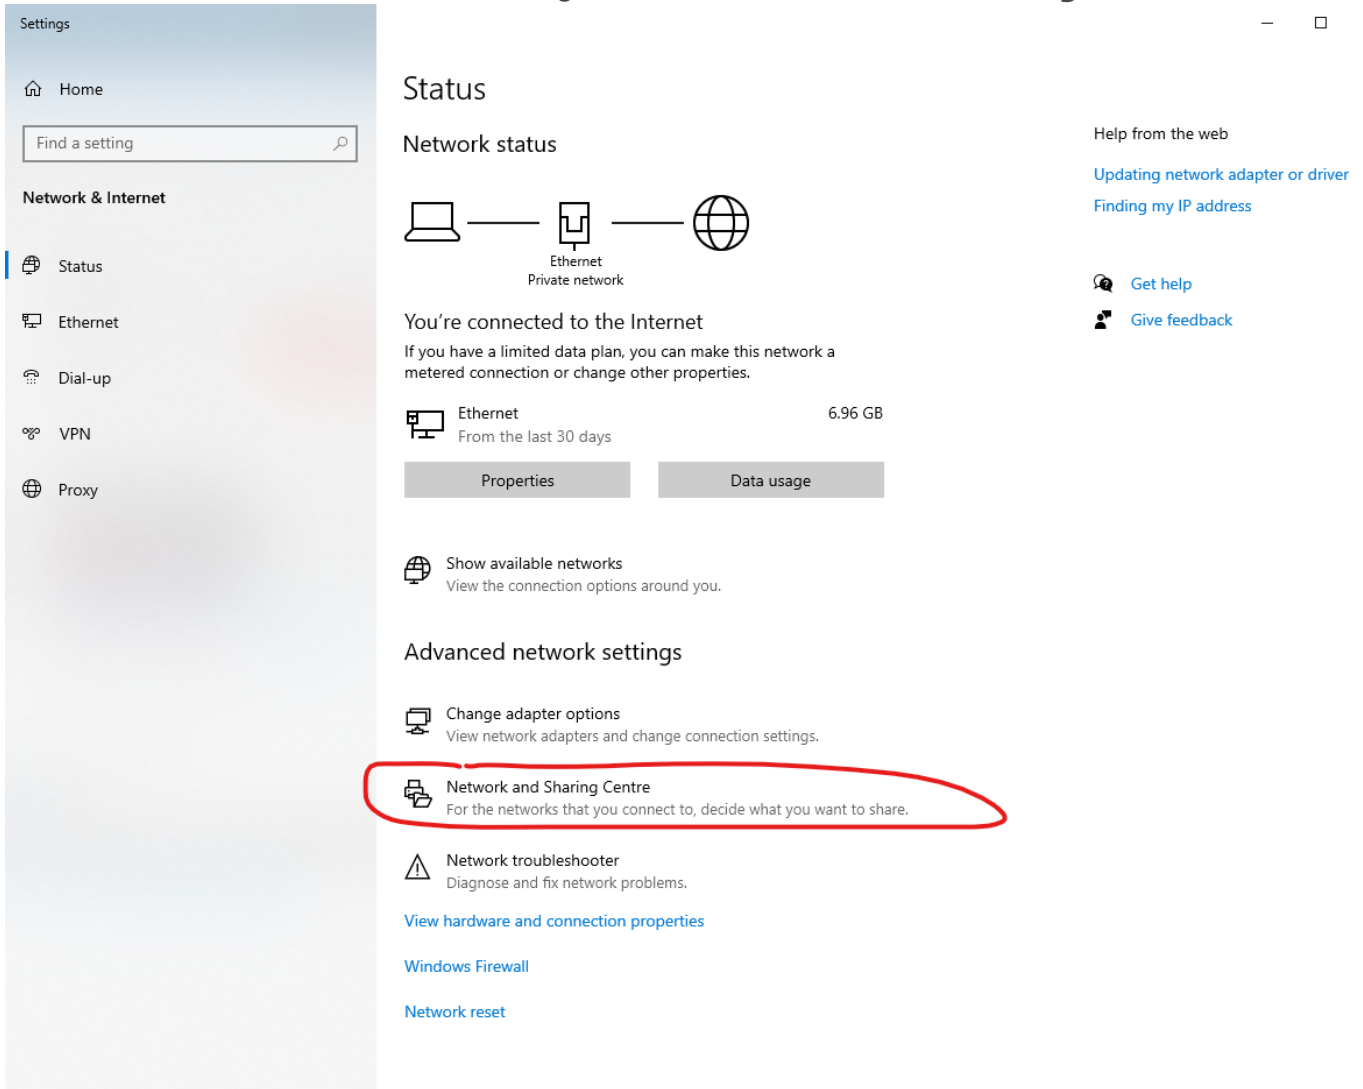 Settings
Home
Find a setting
Network & Internet
Status
Ethernet
Dial-up
VPN
Proxy
Status
Network status
Ethernet
Private network
You're connected to the Internet
If you have a limited data plan, you can make this network a
metered connection or change other properties.
Ethernet
6.96 GB
From the last 30 days
Properties
Data usage
Show available networks
View the connection options around you.
Advanced network settings
Change adapter options
View network adapters and change connection settings.
Network and Sharing Centre
For the networks that you connect to, decide what you want to share.
Network troubleshooter
Diagnose and fix network problems.
View hardware and connection properties
Windows Firewall
Network reset
Help from the web
Updating network adapter or driver
Finding my IP address
Get help
Give feedback